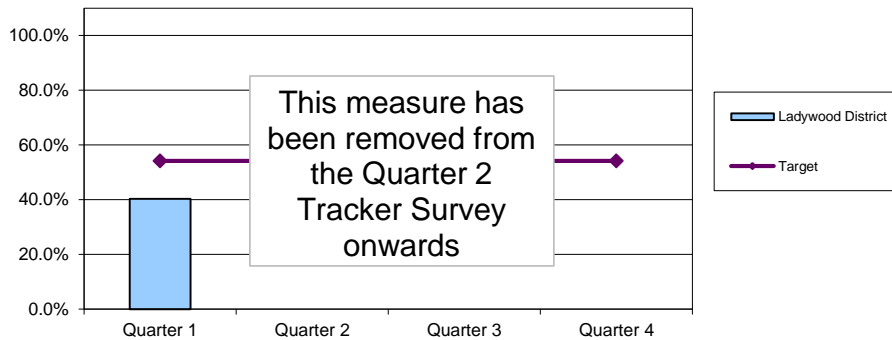 100.0%
80.0%
60.0%
40.0%
20.0%
0.0%
This measure has
been removed from
the Quarter 2
Tracker Survey
onwards
Quarter 1
Quarter 2
Quarter 3
Quarter 4
Ladywood District
Target